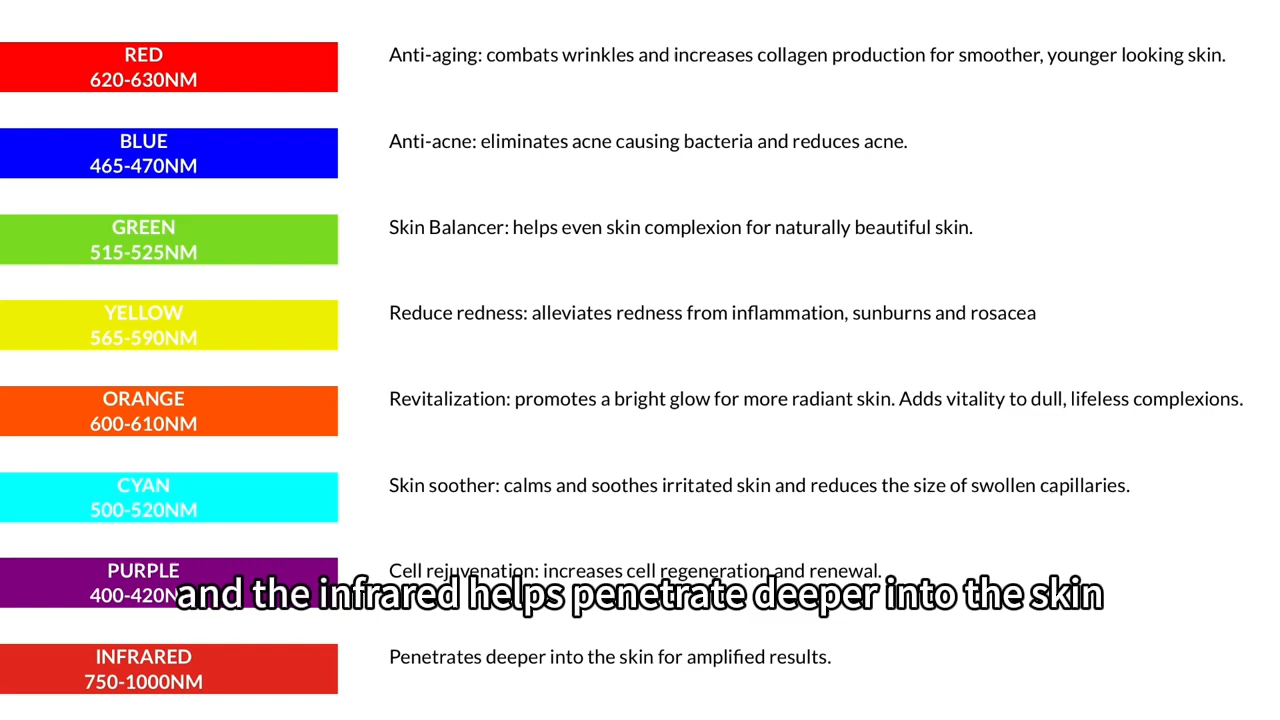 RED
620-630NM
Anti-aging: combats wrinkles and increases collagen production for smoother, younger looking skin.
BLUE
465-470NM
Anti-acne: eliminates acne causing bacteria and reduces acne.
GREEN
515-525NM
Skin Balancer: helps even skin complexion for naturally beautiful skin.
YELLOW
565-590NM
Reduce redness: alleviates redness from inflammation, sunburns and rosacea
ORANGE
600-610NM
Revitalization: promotes a bright glow for more radiant skin. Adds vitality to dull, lifeless complexions.
CYAN
500-520NM
Skin soother: calms and soothes irritated skin and reduces the size of swollen capillaries.
PURPLE
400-420NM
Cell rejuvenation: increases cell regeneration and renewal.
and the infrared helps penetrate deeper into the skin
INFRARED
750-1000NM
Penetrates deeper into the skin for amplified results.